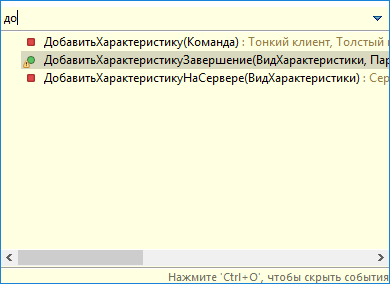 до
ДобавитьХарактеристику(Команда) : Тонкий клиент, Толстый
ДобавитьХарактеристикуЗавершение(ВидХарактеристики, Пар
ДобавитьХарактеристикуНаСервере(ВидХарактеристики) : Сер
Нажмите 'Ctrl+O', чтобы скрыть события